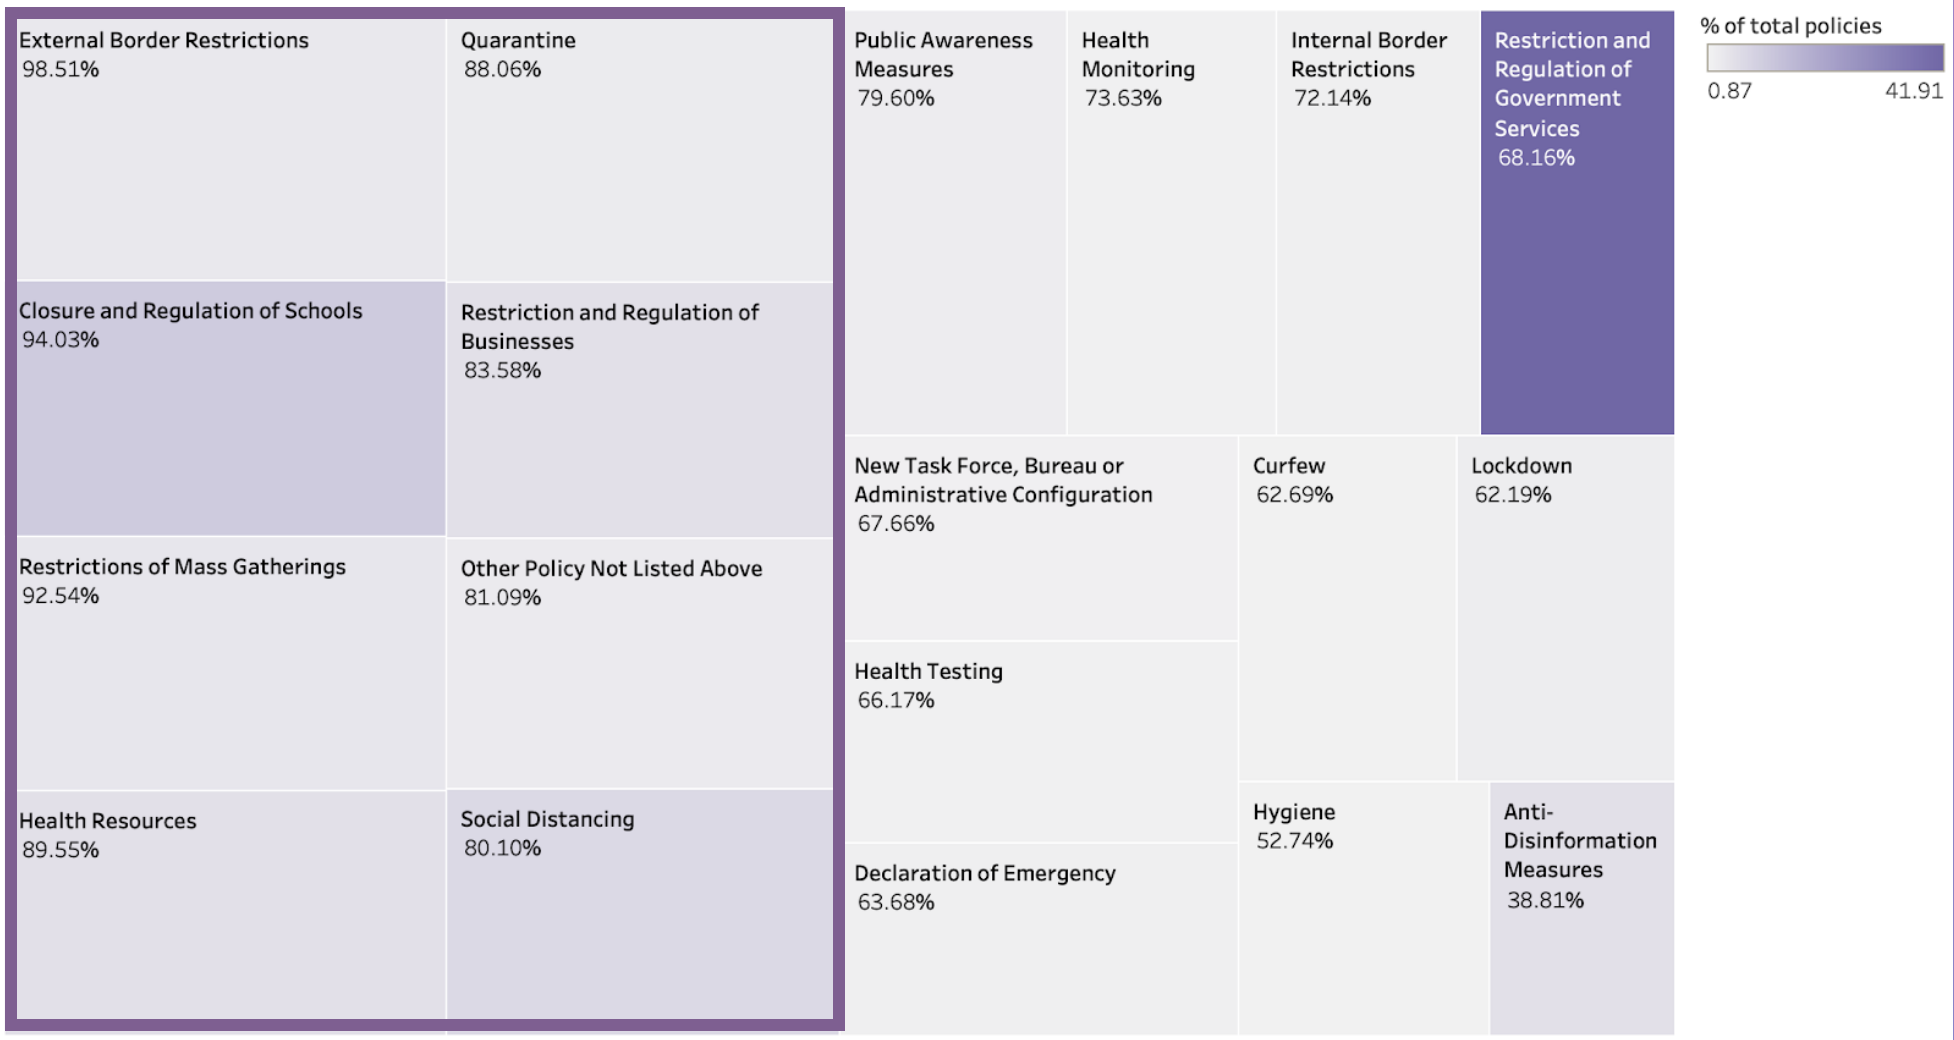 External Border Restrictions
98.51%
Quarantine
88.06%
Closure and Regulation of Schools
94.03%
Restriction and Regulation of
Businesses
83.58%
Restrictions of Mass Gatherings
92.54%
Other Policy Not Listed Above
81.09%
Health Resources
89.55%
Social Distancing
80.10%
Public Awareness
Measures
79.60%
Health
Monitoring
73.63%
Internal Border
Restrictions
72.14%
Restriction and
Regulation of
Government
Services
68.16%
New Task Force, Bureau or
Administrative Configuration
67.66%
Health Testing
66.17%
Declaration of Emergency
63.68%
Curfew
62.69%
Lockdown
62.19%
Hygiene
52.74%
Anti-
Disinformation
Measures
38.81%
% of total policies
0.87 41.91